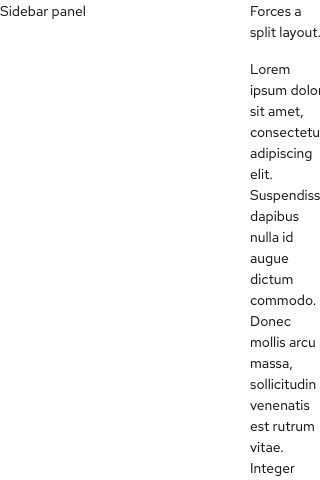 Sidebar panel
Forces a
split layout.
Lorem
ipsum dolor
sit amet,
consectetu
adipiscing
elit.
Suspendiss
dapibus
nulla id
augue
dictum
commodo.
Donec
mollis arcu
massa,
sollicitudin
venenatis
est rutrum
vitae.
Integer